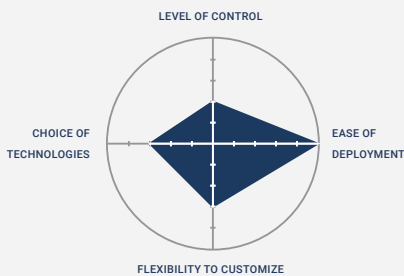 LEVEL OF CONTROL
CHOICE OF
TECHNOLOGIES
EASE OF
DEPLOYMENT
FLEXIBILITY TO CUSTOMIZE